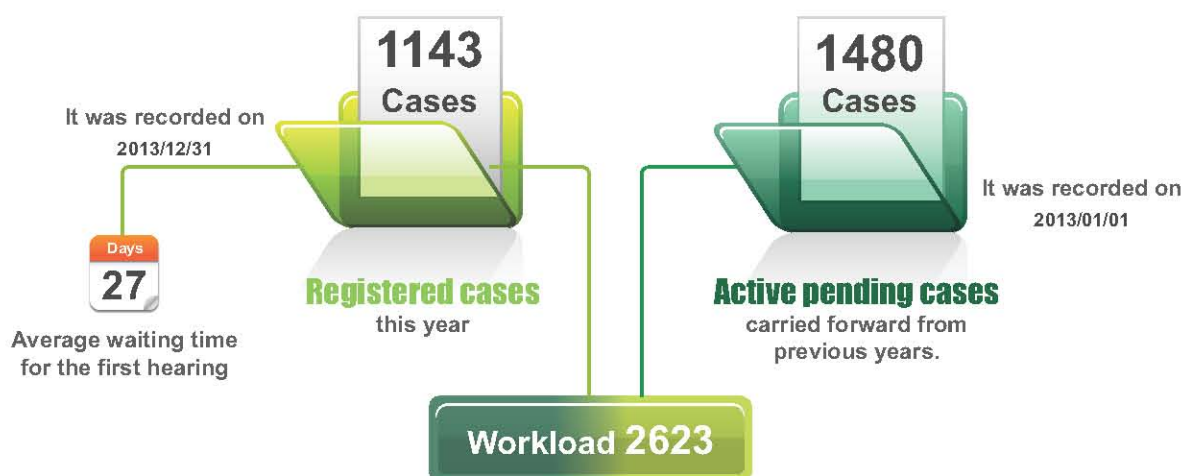 1143
Cases
It was recorded on
2013/12/31
Days
27
Average waiting time
for the first hearing
Registered cases
this year
1480
Cases
It was recorded on
2013/01/01
Active pending cases
carried forward from
previous years.
Workload 2623